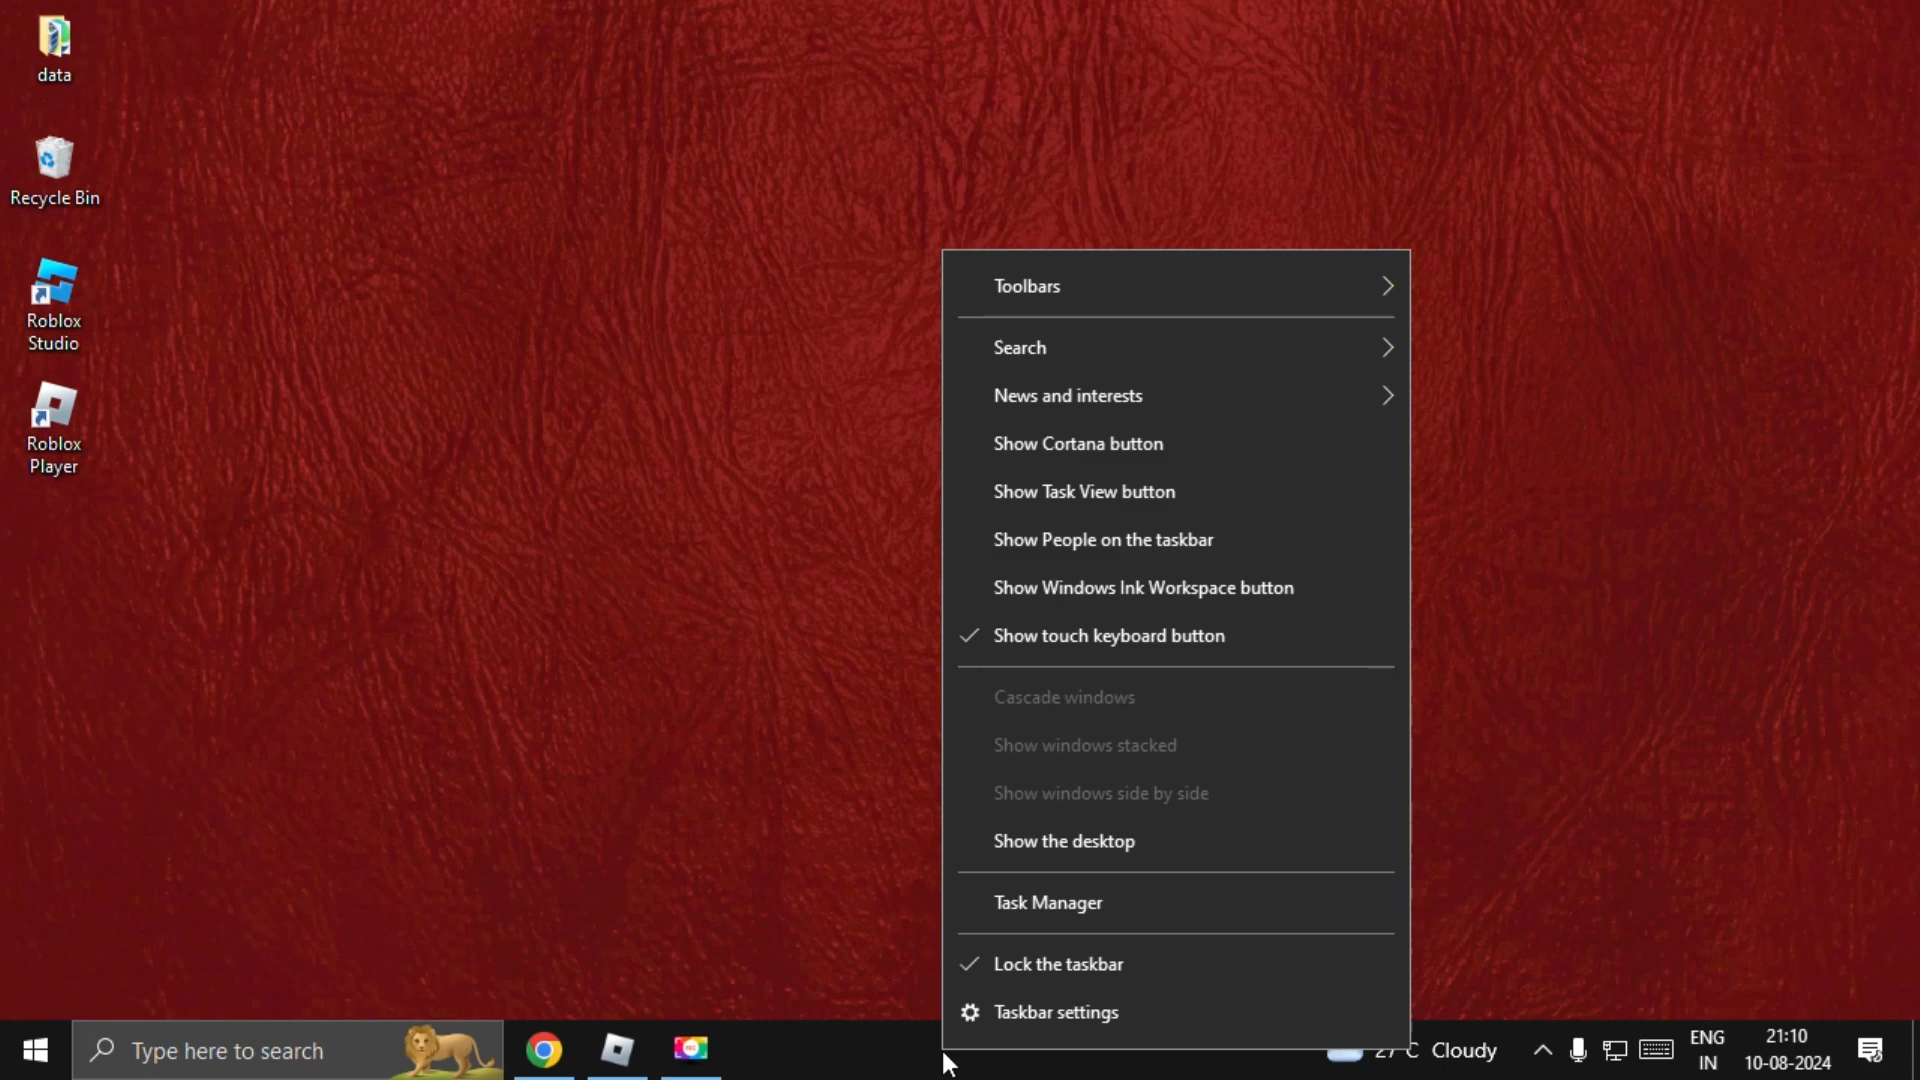 data
Recycle Bin
Roblox
Studio
Roblox
Player
Toolbars
Search
News and interests
Show Cortana button
Show Task View button
Show People on the taskbar
Show Windows Ink Workspace button
Show touch keyboard button
Cascade windows
Show windows stacked
Show windows side by side
Show the desktop
Task Manager
Lock the taskbar
Taskbar settings
Type here to search
27°C Cloudy
ENG
IN
21:10
10-08-2024